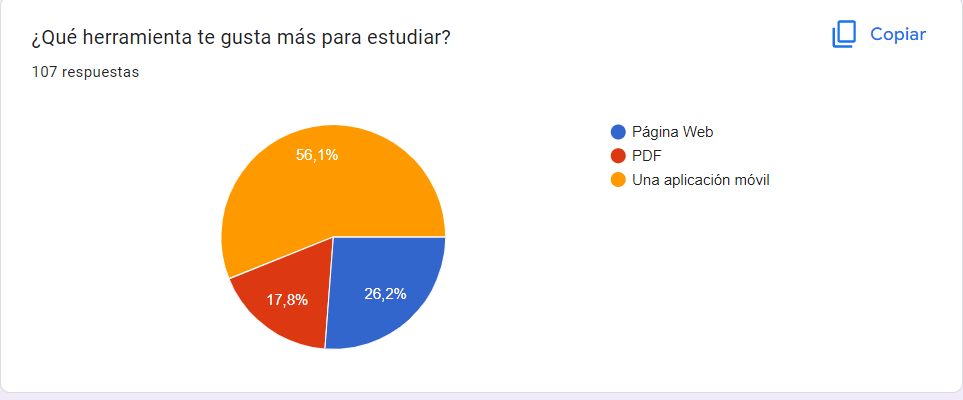 ¿Qué herramienta te gusta más para estudiar?
Copiar
107 respuestas
56,1%
17,8%
26,2%
Página Web
PDF
Una aplicación móvil